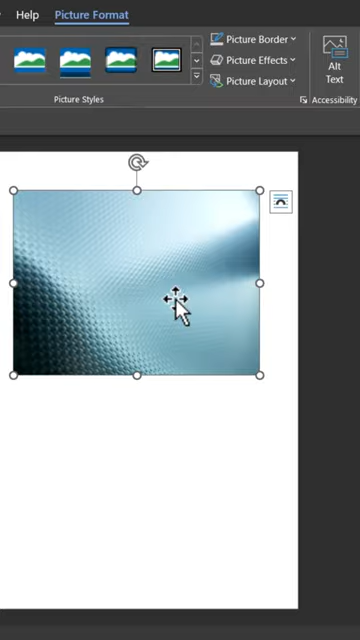 Help Picture Format
Picture Border
Picture Effects
Picture Layout
Alt
Text
Picture Styles
Accessibility